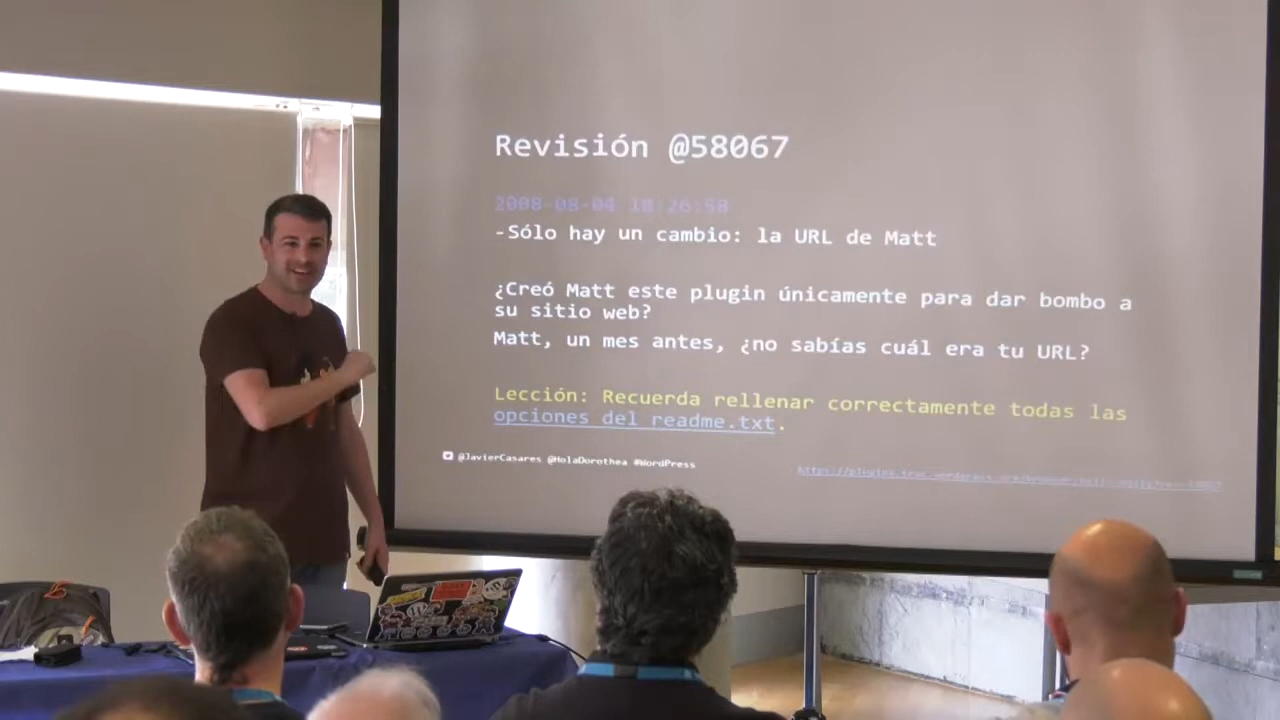 Revisión @58067
2008-08-04 18:26:58
-Sólo hay un cambio: la URL de Matt
¿Creó Matt este plugin únicamente para dar bombo a
su sitio web?
Matt, un mes antes, ¿no sabías cuál era tu URL?
Lección: Recuerda rellenar correctamente todas las
opciones del readme.txt.
@JavierCasares @HolaDorothea #WordPress